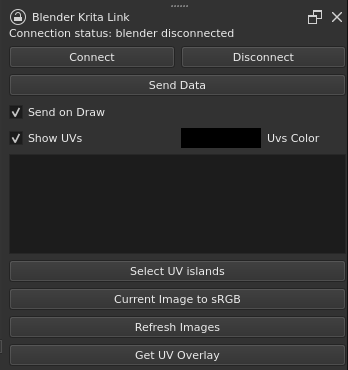 Blender Krita Link
Connection status: blender disconnected
Connect Disconnect
Send Data
Send on Draw
Show UVs Uvs Color
Select UV islands
Current Image to sRGB
Refresh Images
Get UV Overlay